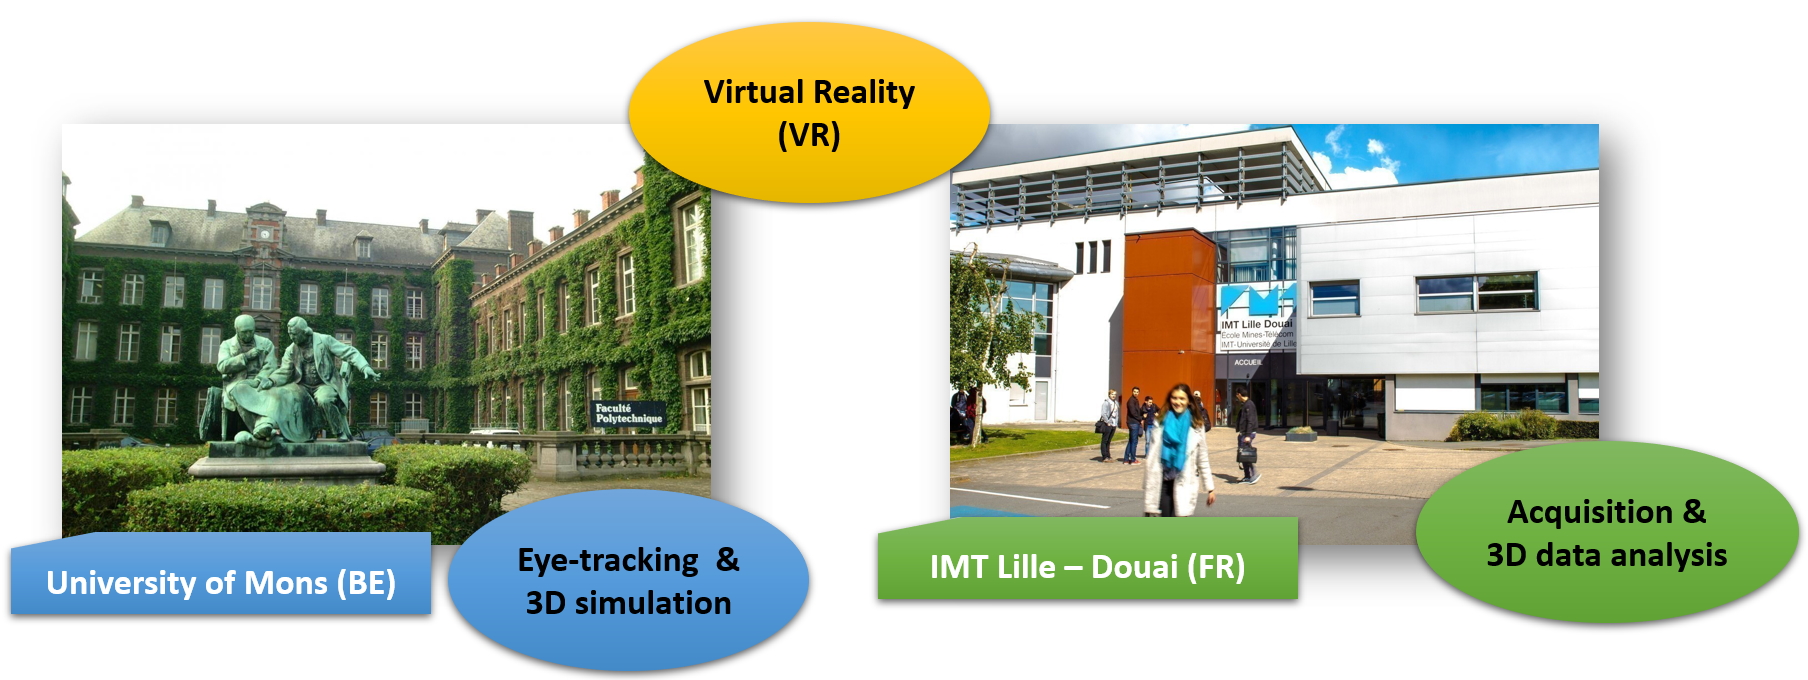 Virtual Reality
(VR)
Faculté
Polytechnique
University of Mons (BE)
Eye-tracking &
3D simulation
IMT Lille Douai
École Mines-Télécom
IMT-Université de Lille
ACCUEIL
IMT Lille – Douai (FR)
Acquisition &
3D data analysis